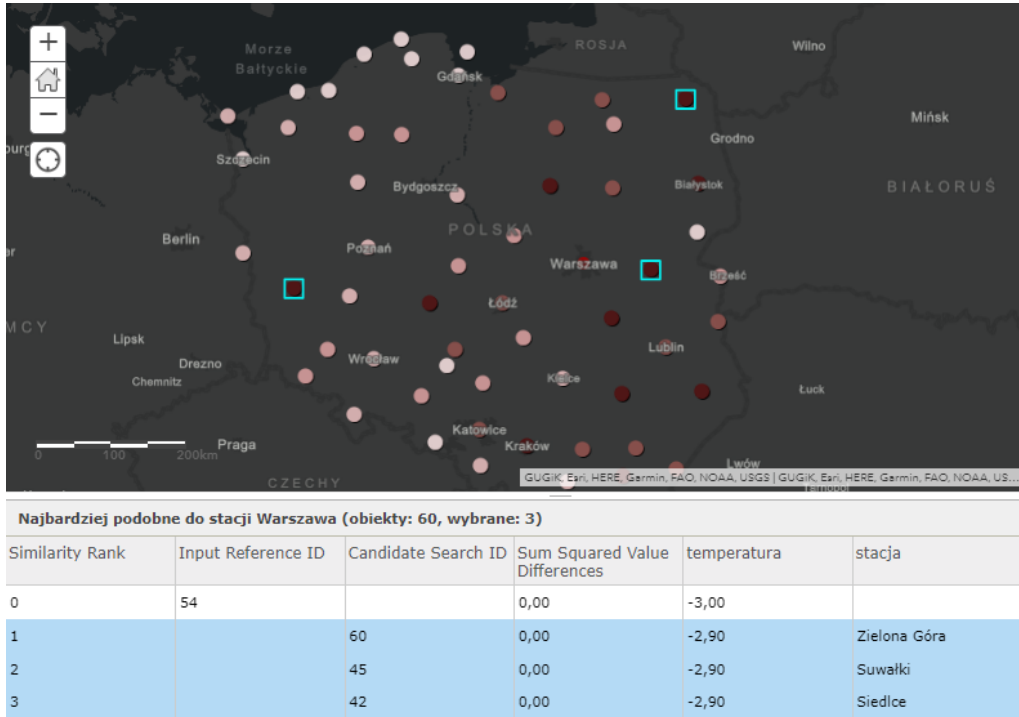 +
−
Morze
Bałtyckie
ROSJA
Wilno
Gdańsk
Mińsk
Grodno
Szczecin
Bydgoszcz
Białystok
BIAŁORUŚ
POLSKA
Berlin
Poznań
Warszawa
Brześć
Łódź
MCY
Lipsk
Wrocław
Lublin
Drezno
Chemnitz
Kielce
Łuck
Katowice
Praga
Kraków
0 100 200km
Lwów
CZECHY
GUGiK, Esri, HERE, Garmin, FAO, NOAA, USGS | GUGiK, Esri, HERE, Garmin, FAO, NOAA, US...
Tarnopol
Najbardziej podobne do stacji Warszawa (obiekty: 60, wybrane: 3)
Similarity Rank Input Reference ID Candidate Search ID Sum Squared Value Differences temperatura stacja
0 54 0,00 -3,00
1 60 0,00 -2,90 Zielona Góra
2 45 0,00 -2,90 Suwałki
3 42 0,00 -2,90 Siedlce